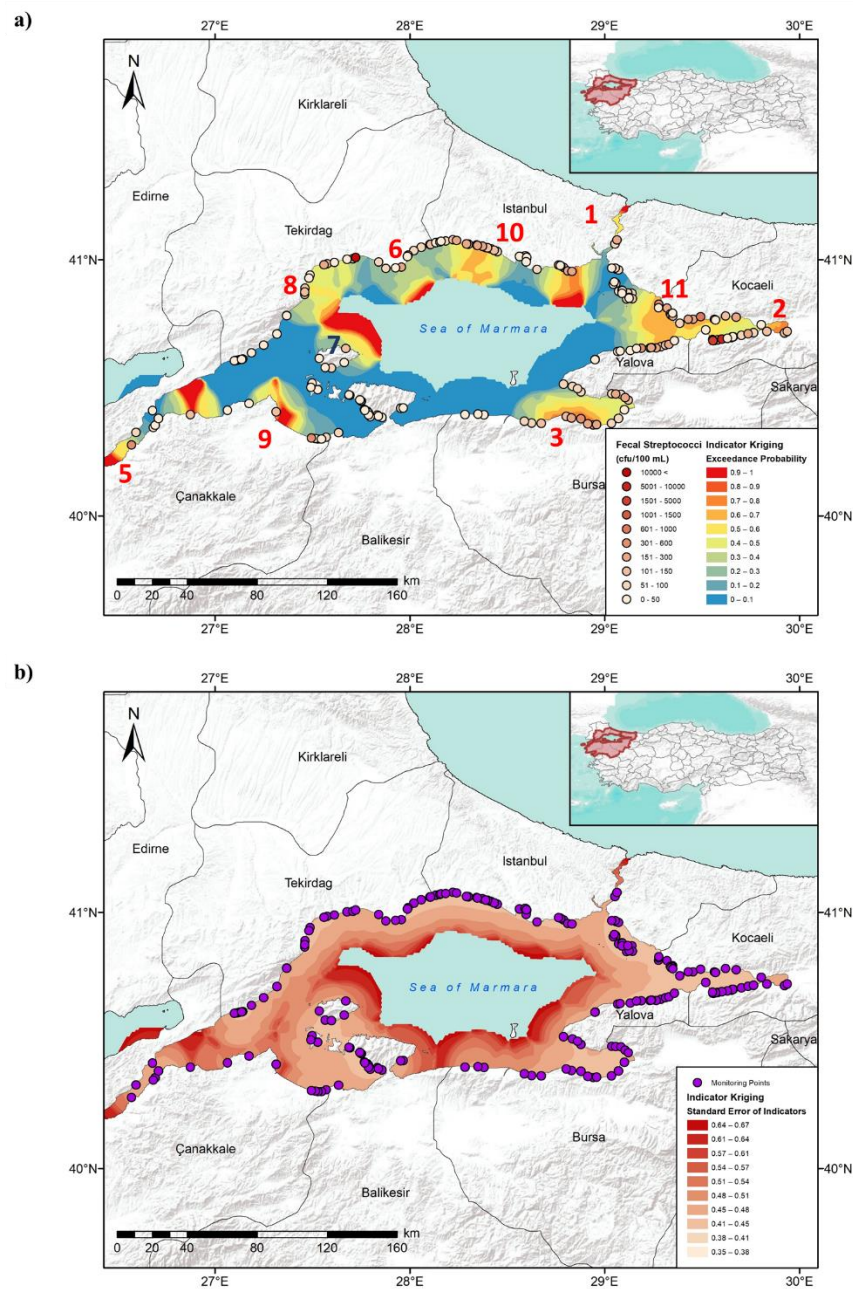 a)
27°E 28°E 29°E 30°E
N
Kirklareli
Edirne
Istanbul
1
Tekirdag
6
10
41°N
41°N
8
11
Kocaeli
2
Sea of Marmara
7
Yalova
Sakarya
9
3
5
Bursa
Çanakkale
40°N
40°N
Balikesir
Fecal Streptococci
(cfu/100 mL)
10000 <
5001 - 10000
1501 - 5000
1001 - 1500
601 - 1000
301 - 600
151 - 300
101 - 150
51 - 100
0 - 50
Indicator Kriging
Exceedance Probability
0.9 – 1
0.8 – 0.9
0.7 – 0.8
0.6 – 0.7
0.5 – 0.6
0.4 – 0.5
0.3 – 0.4
0.2 – 0.3
0.1 – 0.2
0 – 0.1
km
0 20 40 80 120 160
27°E 28°E 29°E 30°E
b)
27°E 28°E 29°E 30°E
N
Kirklareli
Edirne
Istanbul
Tekirdag
41°N
41°N
Kocaeli
Sea of Marmara
Yalova
Sakarya
Çanakkale
Bursa
40°N
40°N
Balikesir
Monitoring Points
Indicator Kriging
Standard Error of Indicators
0.64 – 0.67
0.61 – 0.64
0.57 – 0.61
0.54 – 0.57
0.51 – 0.54
0.48 – 0.51
0.45 – 0.48
0.41 – 0.45
0.38 – 0.41
0.35 – 0.38
km
0 20 40 80 120 160
27°E 28°E 29°E 30°E